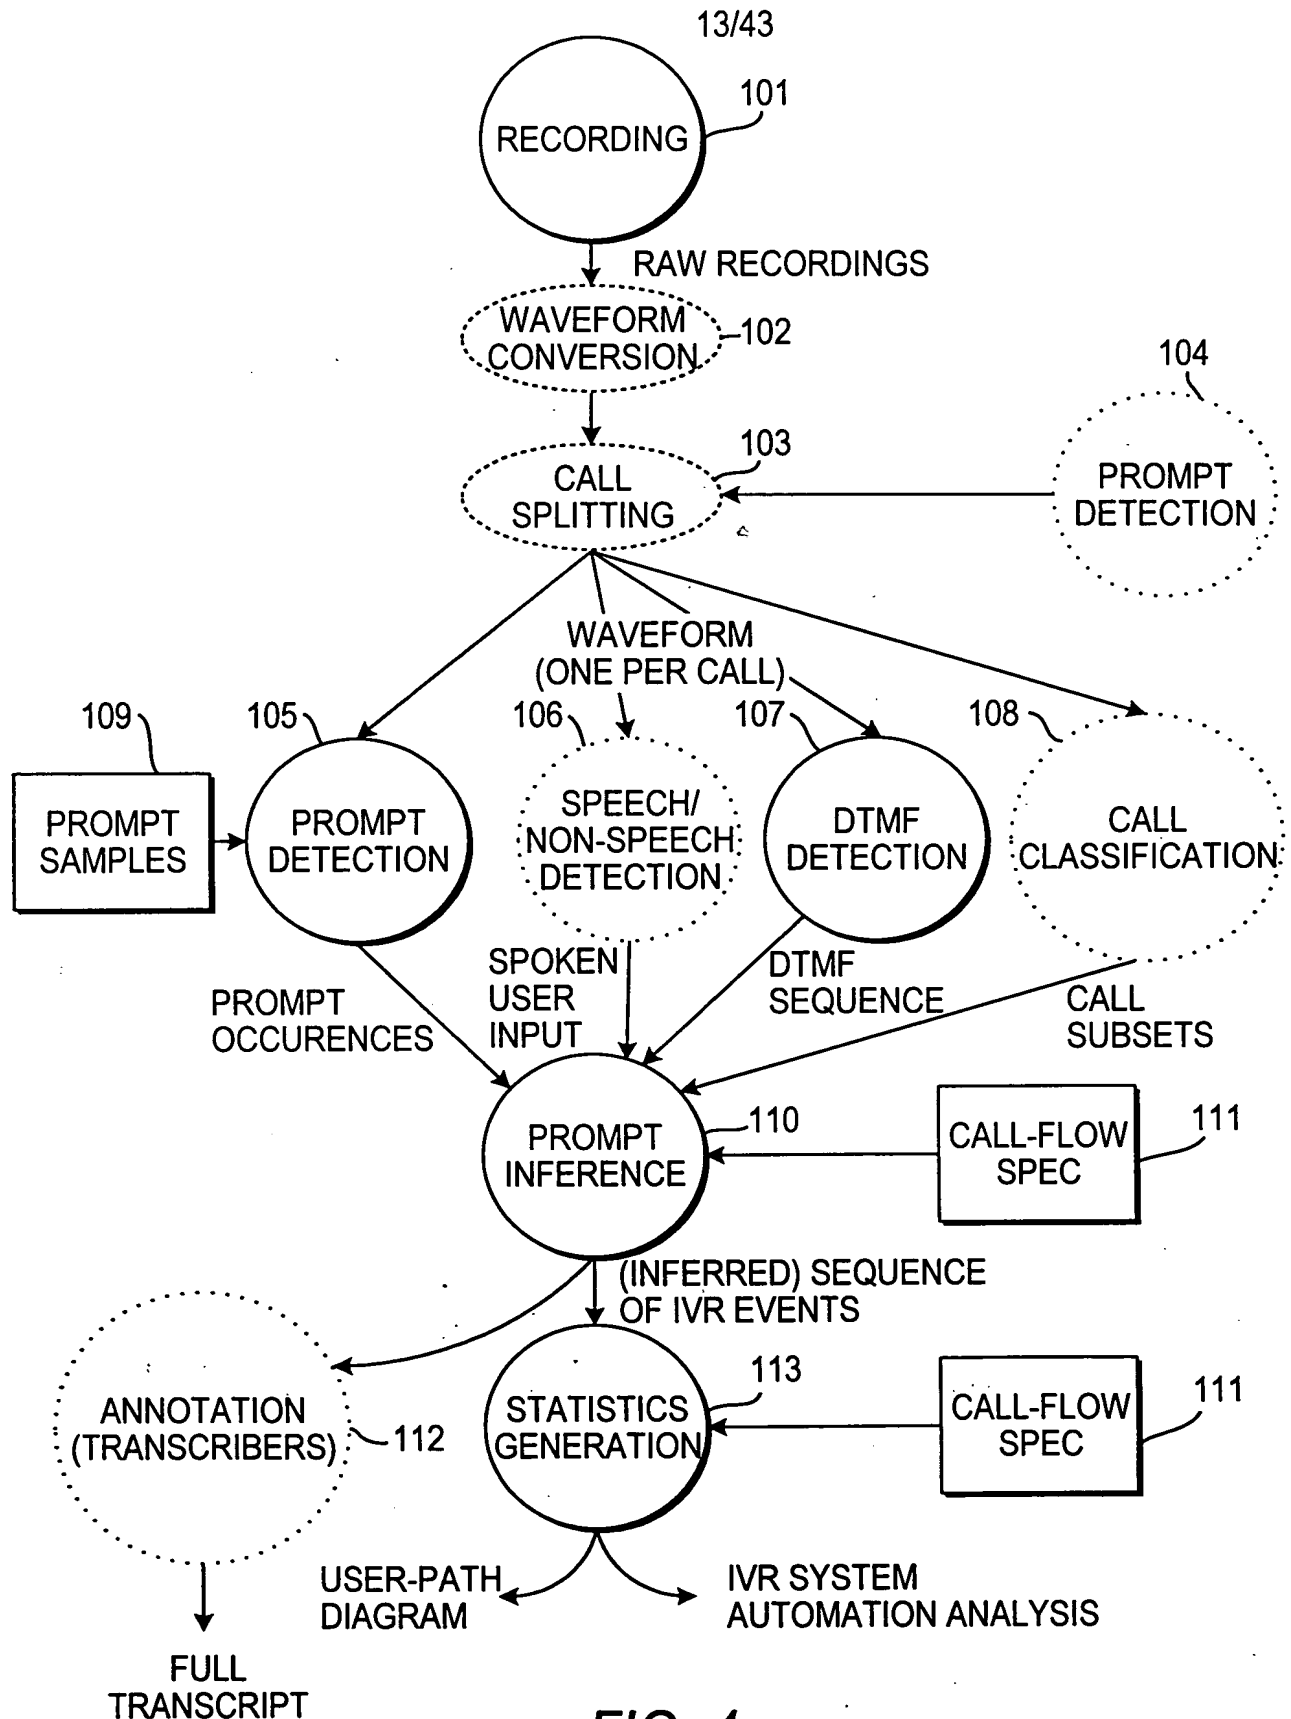 13/43
101
RECORDING
RAW RECORDINGS
WAVEFORM
CONVERSION
102
104
103
CALL
SPLITTING
PROMPT
DETECTION
WAVEFORM
(ONE PER CALL)
109
105
106
107
108
PROMPT
SAMPLES
PROMPT
DETECTION
SPEECH/
NON-SPEECH
DETECTION
DTMF
DETECTION
CALL
CLASSIFICATION
PROMPT
OCCURENCES
SPOKEN
USER
INPUT
DTMF
SEQUENCE
CALL
SUBSETS
PROMPT
INFERENCE
110
CALL-FLOW
SPEC
111
(INFERRED) SEQUENCE
OF IVR EVENTS
ANNOTATION
(TRANSCRIBERS)
112
STATISTICS
GENERATION
113
CALL-FLOW
SPEC
111
USER-PATH
DIAGRAM
IVR SYSTEM
AUTOMATION ANALYSIS
FULL
TRANSCRIPT